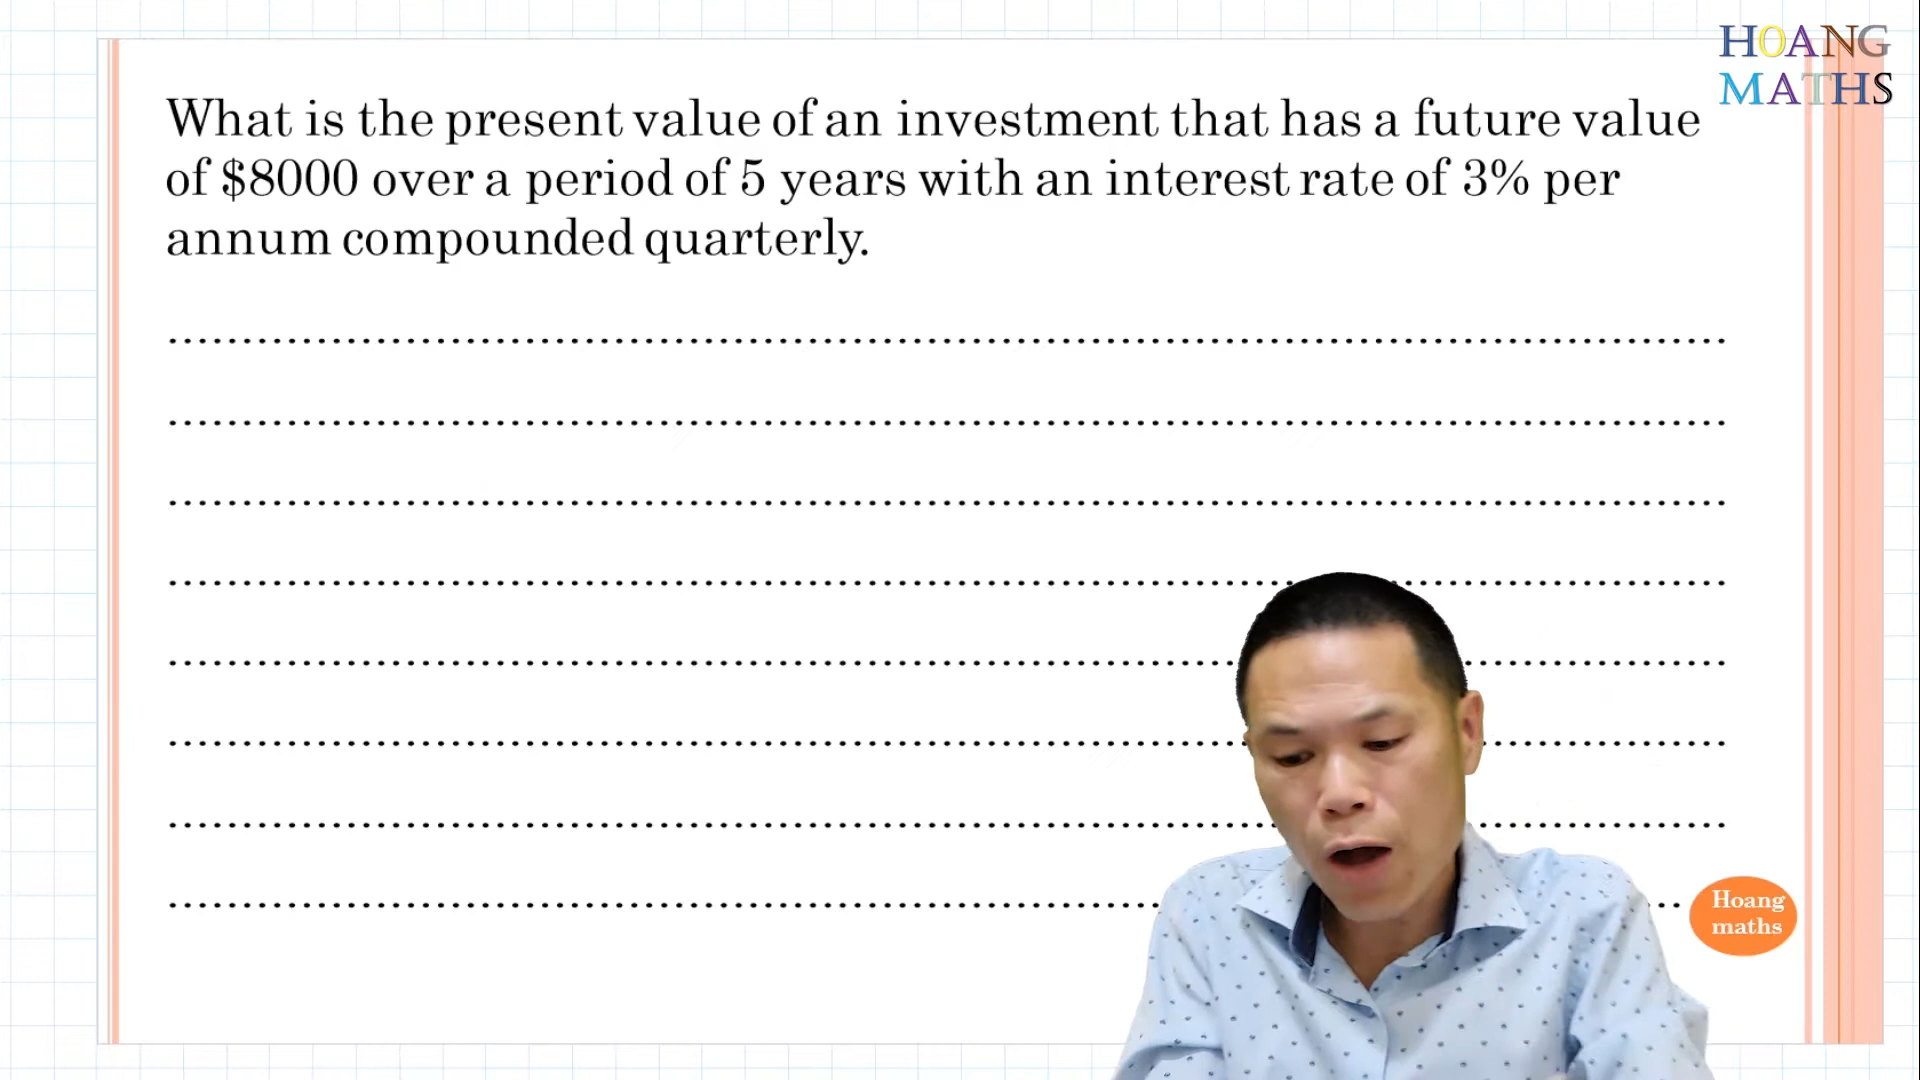 HOANG
MATHS
What is the present value of an investment that has a future value
of $8000 over a period of 5 years with an interest rate of 3% per
annum compounded quarterly.
Hoang
maths